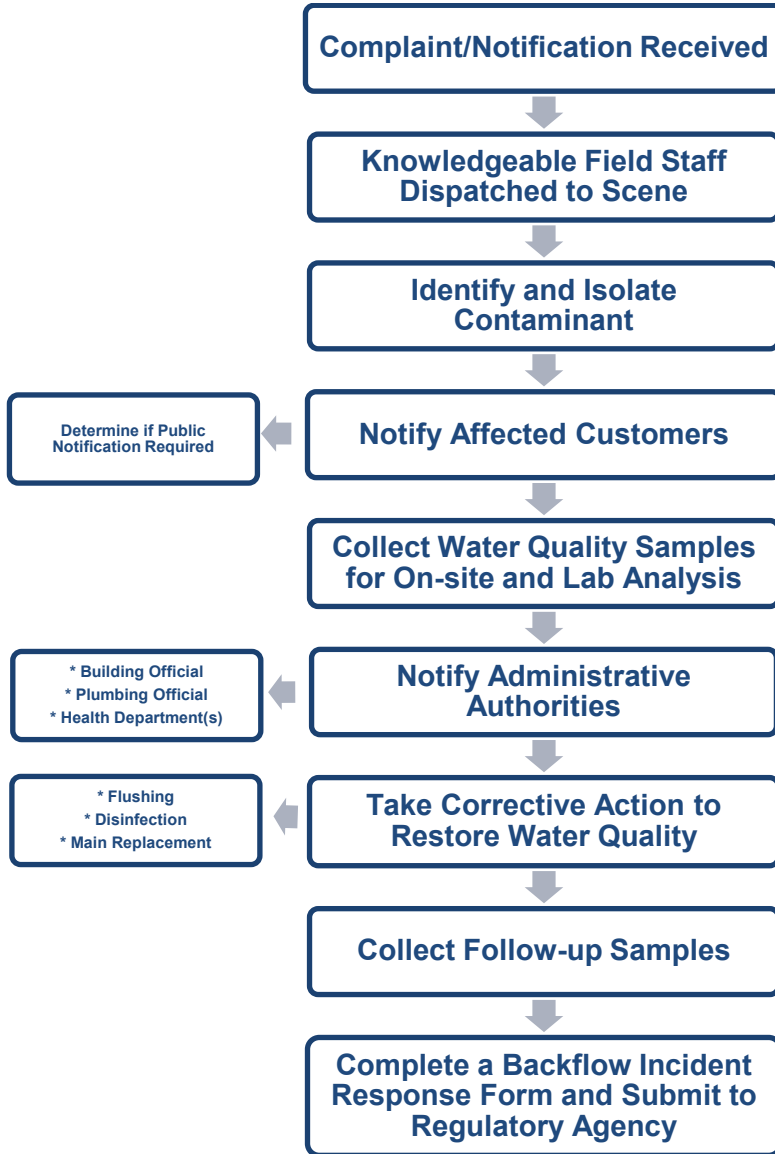 Complaint/Notification Received
Knowledgeable Field Staff
Dispatched to Scene
Identify and Isolate
Contaminant
Notify Affected Customers
Determine if Public
Notification Required
Collect Water Quality Samples
for On-site and Lab Analysis
Notify Administrative
Authorities
* Building Official
* Plumbing Official
* Health Department(s)
Take Corrective Action to
Restore Water Quality
* Flushing
* Disinfection
* Main Replacement
Collect Follow-up Samples
Complete a Backflow Incident
Response Form and Submit to
Regulatory Agency